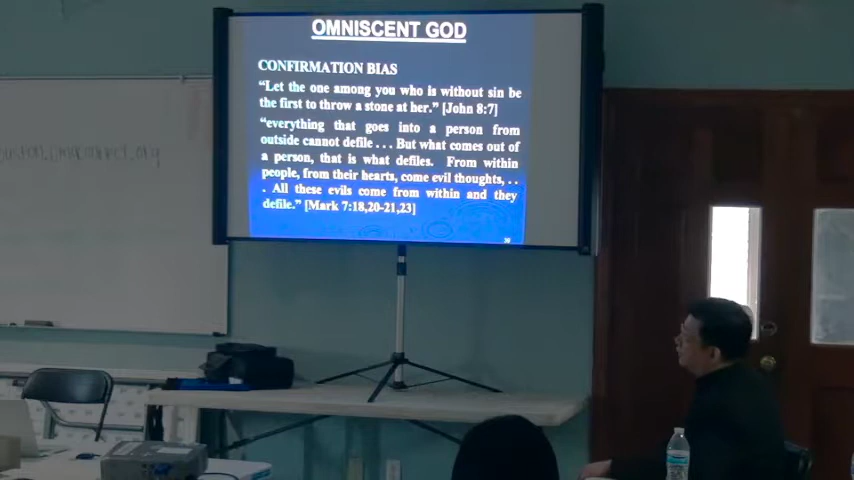 OMNISCENT GOD
CONFIRMATION BIAS
“Let the one among you who is without sin be
the first to throw a stone at her.” [John 8:7]
“everything that goes into a person from
outside cannot defile . . . But what comes out of
a person, that is what defiles. From within
people, from their hearts, come evil thoughts, . .
. All these evils come from within and they
defile.” [Mark 7:18,20-21,23]